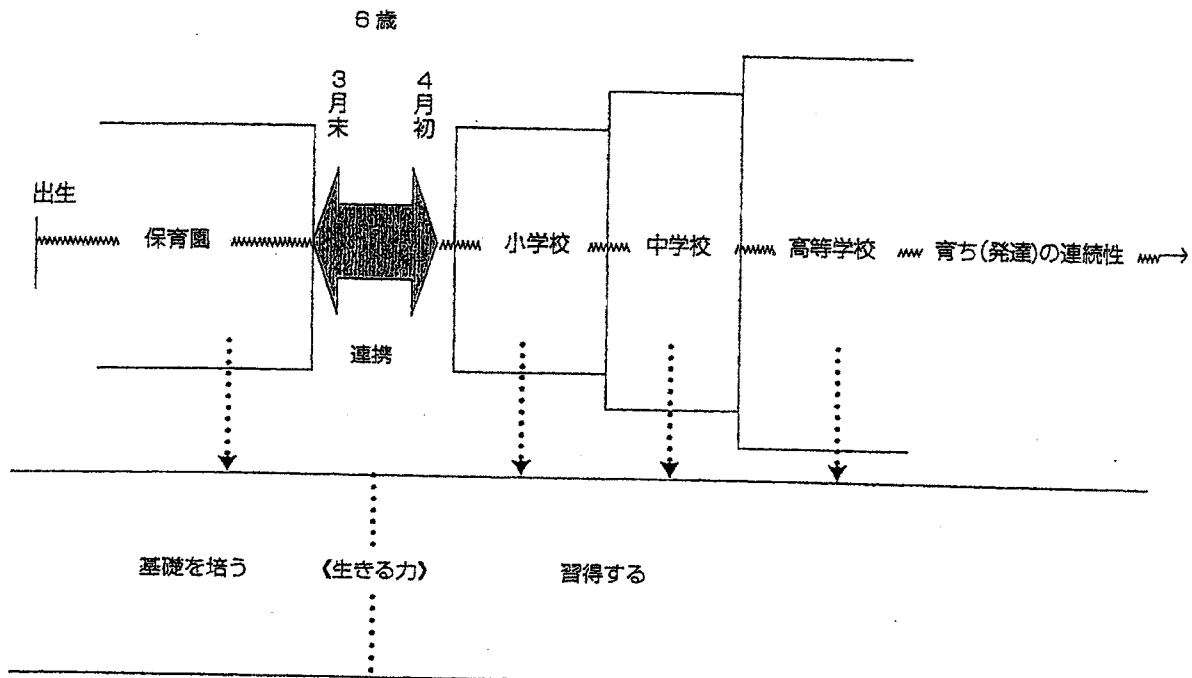 6歳
3月末
4月初
出生
保育園
小学校
中学校
高等学校
育ち(発達)の連続性
連携
基礎を培う
《生きる力》
習得する